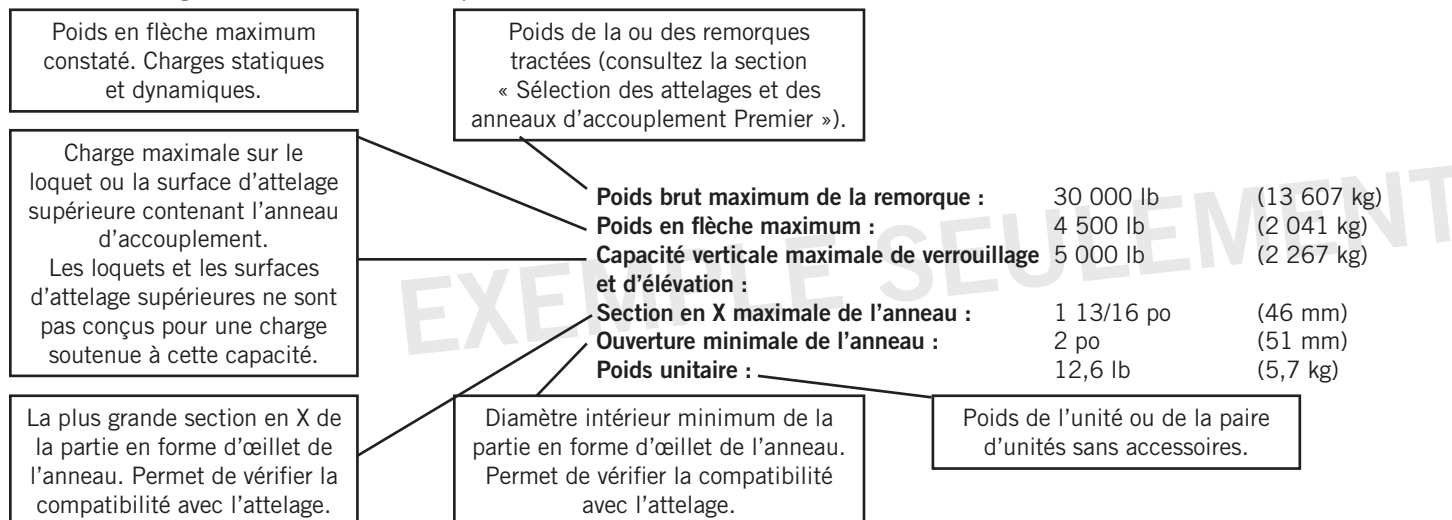 Poids en flèche maximum
constaté. Charges statiques
et dynamiques.
Poids de la ou des remorques
tractées (consultez la section
« Sélection des attelages et des
anneaux d'accouplement Premier »).
Charge maximale sur le
loquet ou la surface d'attelage
supérieure contenant l'anneau
d'accouplement.
Les loquets et les surfaces
d'attelage supérieures ne sont
pas conçus pour une charge
soutenue à cette capacité.
Poids brut maximum de la remorque : 30 000 lb (13 607 kg)
Poids en flèche maximum : 4 500 lb (2 041 kg)
Capacité verticale maximale de verrouillage 5 000 lb (2 267 kg)
et d'élévation :
Section en X maximale de l'anneau : 1 13/16 po (46 mm)
Ouverture minimale de l'anneau : 2 po (51 mm)
Poids unitaire : 12,6 lb (5,7 kg)
EXEMPLE SEULEMENT
La plus grande section en X de
la partie en forme d'œillet de
l'anneau. Permet de vérifier la
compatibilité avec l'attelage.
Diamètre intérieur minimum de la
partie en forme d'œillet de l'anneau.
Permet de vérifier la compatibilité
avec l'attelage.
Poids de l'unité ou de la paire
d'unités sans accessoires.